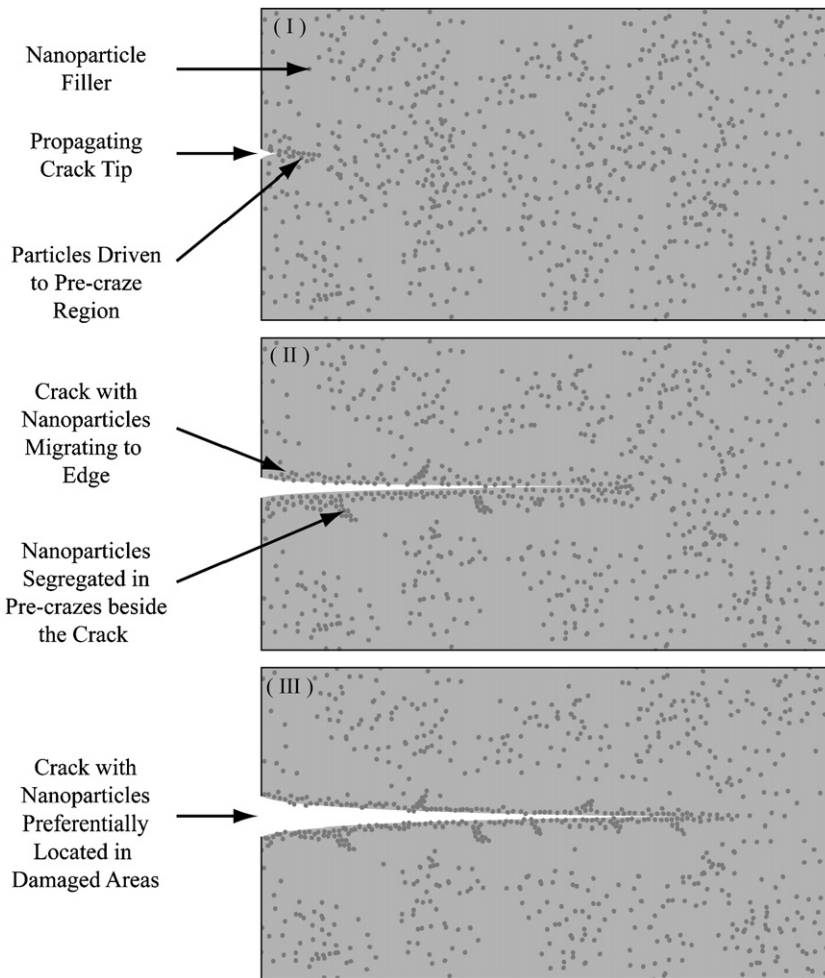 ( I )
Nanoparticle
Filler
Propagating
Crack Tip
Particles Driven
to Pre-craze
Region
( II )
Crack with
Nanoparticles
Migrating to
Edge
Nanoparticles
Segregated in
Pre-crazes beside
the Crack
( III )
Crack with
Nanoparticles
Preferentially
Located in
Damaged Areas